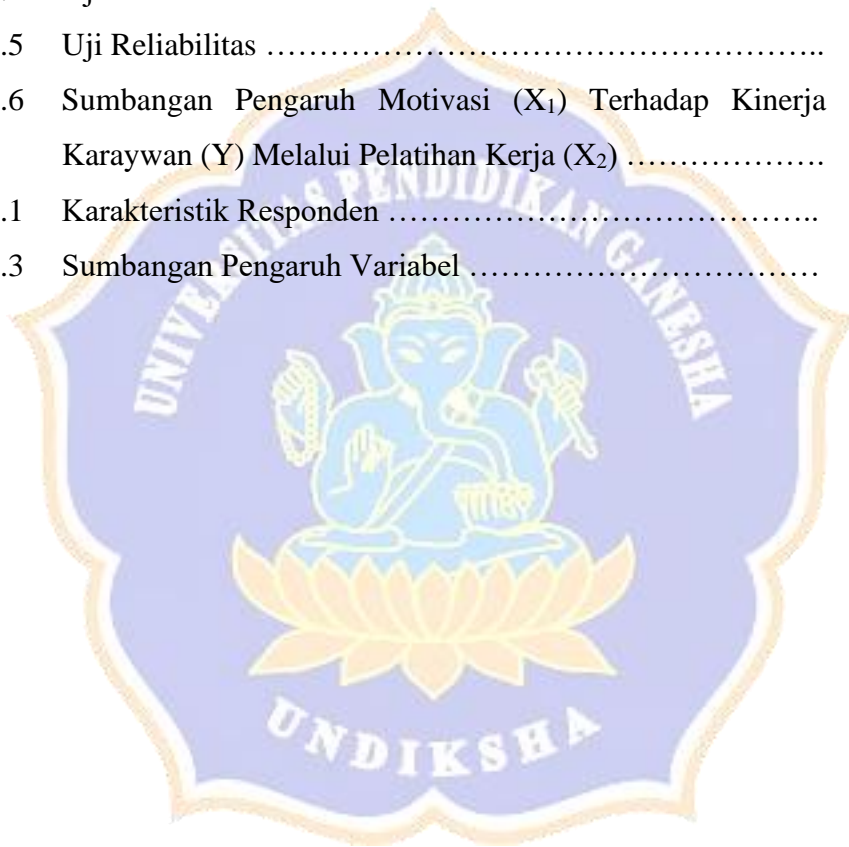 .5 Uji Reliabilitas ……………………………………………..
.6 Sumbangan Pengaruh Motivasi (X₁) Terhadap Kinerja
Karaywan (Y) Melalui Pelatihan Kerja (X₂) ……………….
.1 Karakteristik Responden …………………………………..
.3 Sumbangan Pengaruh Variabel ……………………………
UNIVERSITAS PENDIDIKAN GANESHA
UNDIKSHA